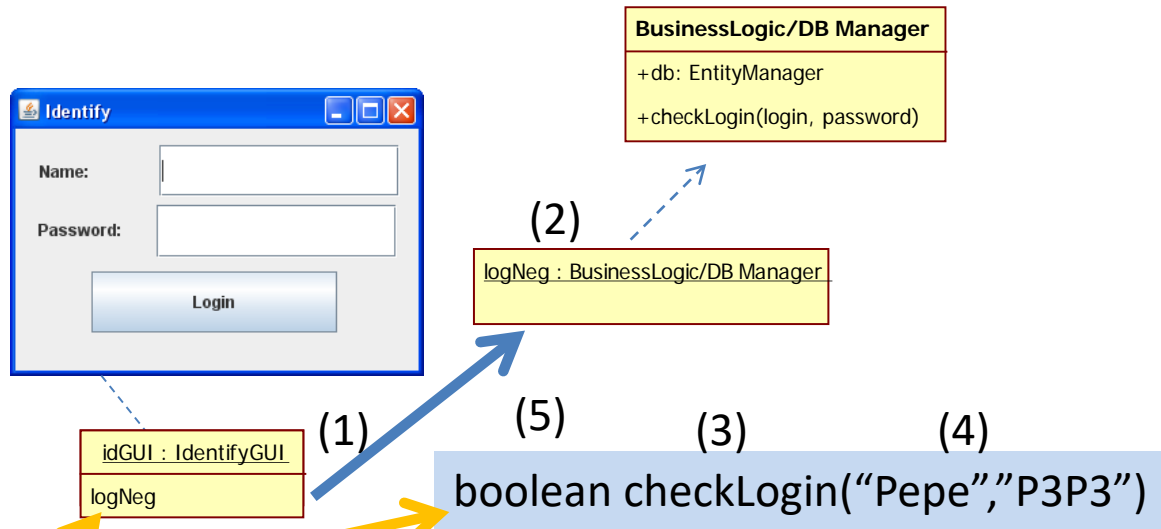 BusinessLogic/DB Manager
+db: EntityManager
+checkLogin(login, password)
Identify
Name:
Password:
Login
(2)
logNeg : BusinessLogic/DB Manager
(1)
idGUI : IdentifyGUI
logNeg
(5) (3) (4)
boolean checkLogin(“Pepe”,”P3P3”)